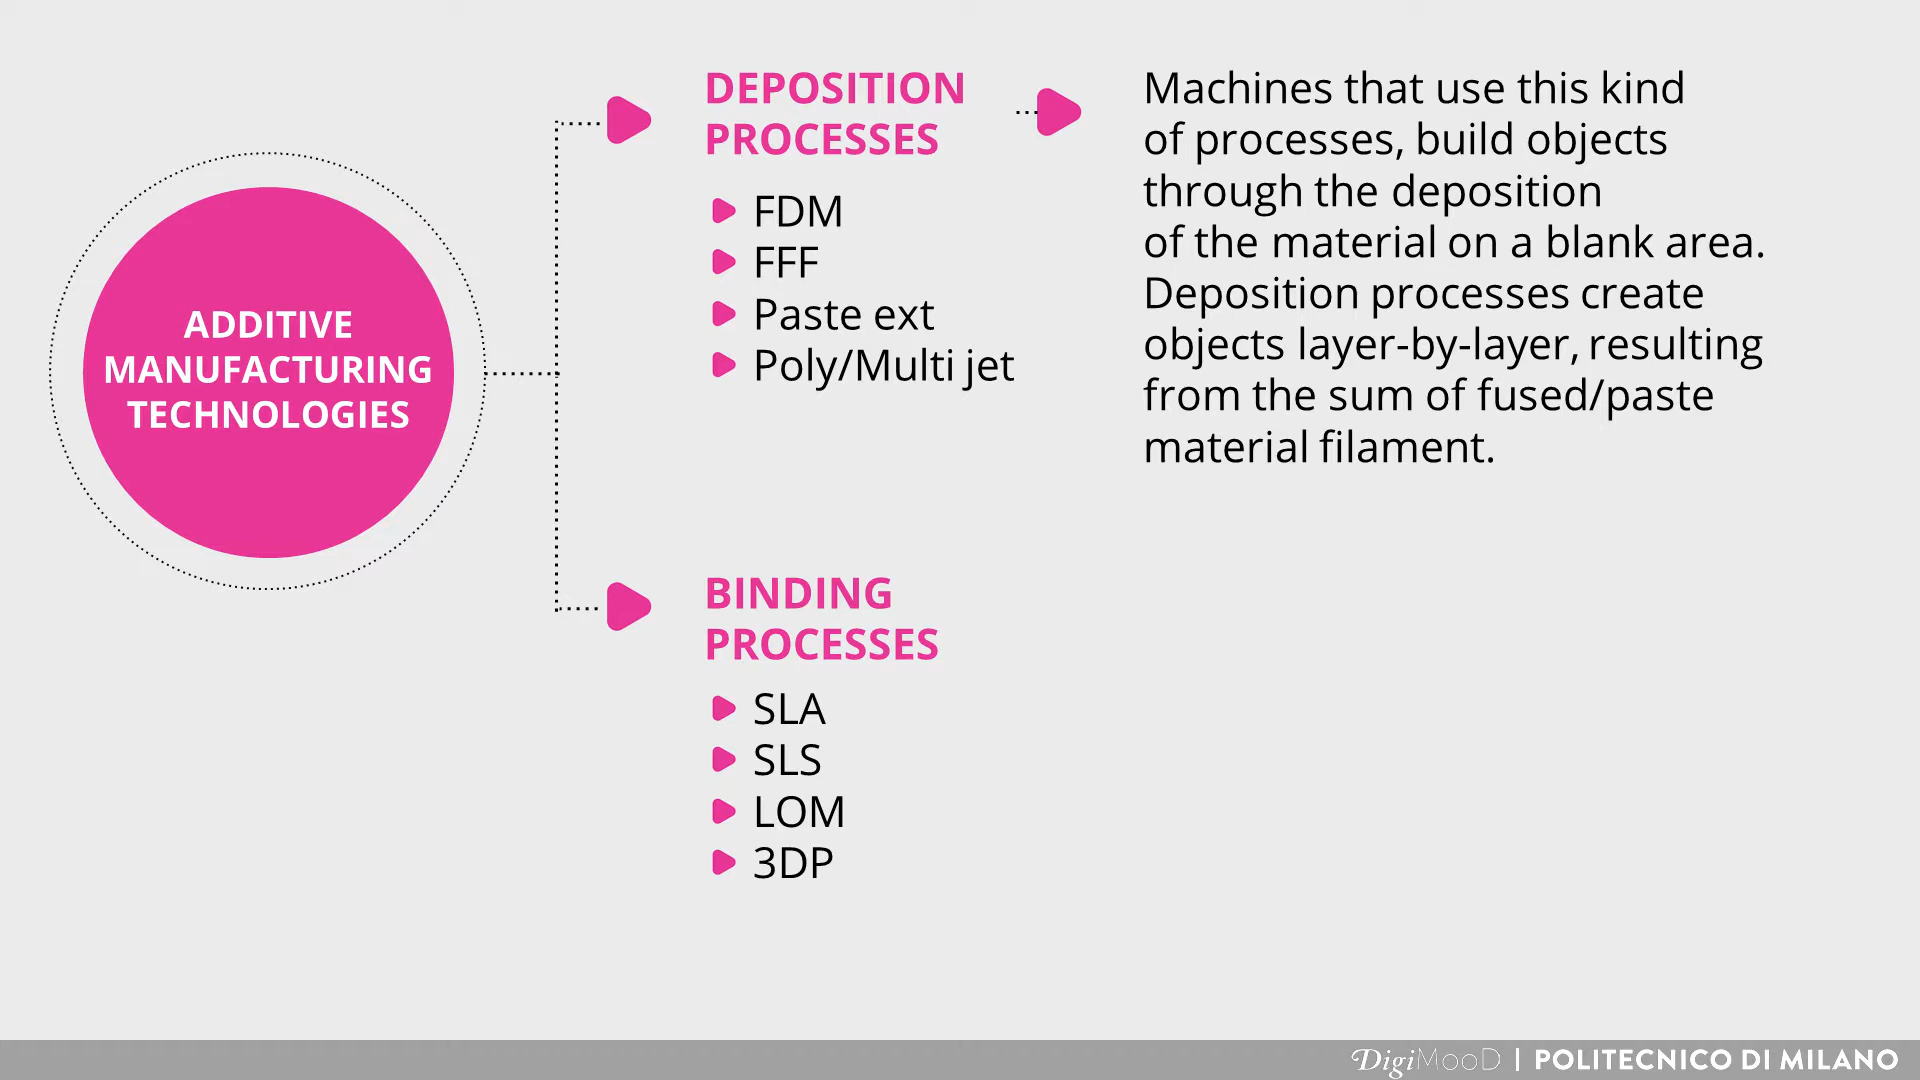 ADDITIVE
MANUFACTURING
TECHNOLOGIES
DEPOSITION
PROCESSES
FDM
FFF
Paste ext
Poly/Multi jet
Machines that use this kind
of processes, build objects
through the deposition
of the material on a blank area.
Deposition processes create
objects layer-by-layer, resulting
from the sum of fused/paste
material filament.
BINDING
PROCESSES
SLA
SLS
LOM
3DP
DigiMooD | POLITECNICO DI MILANO